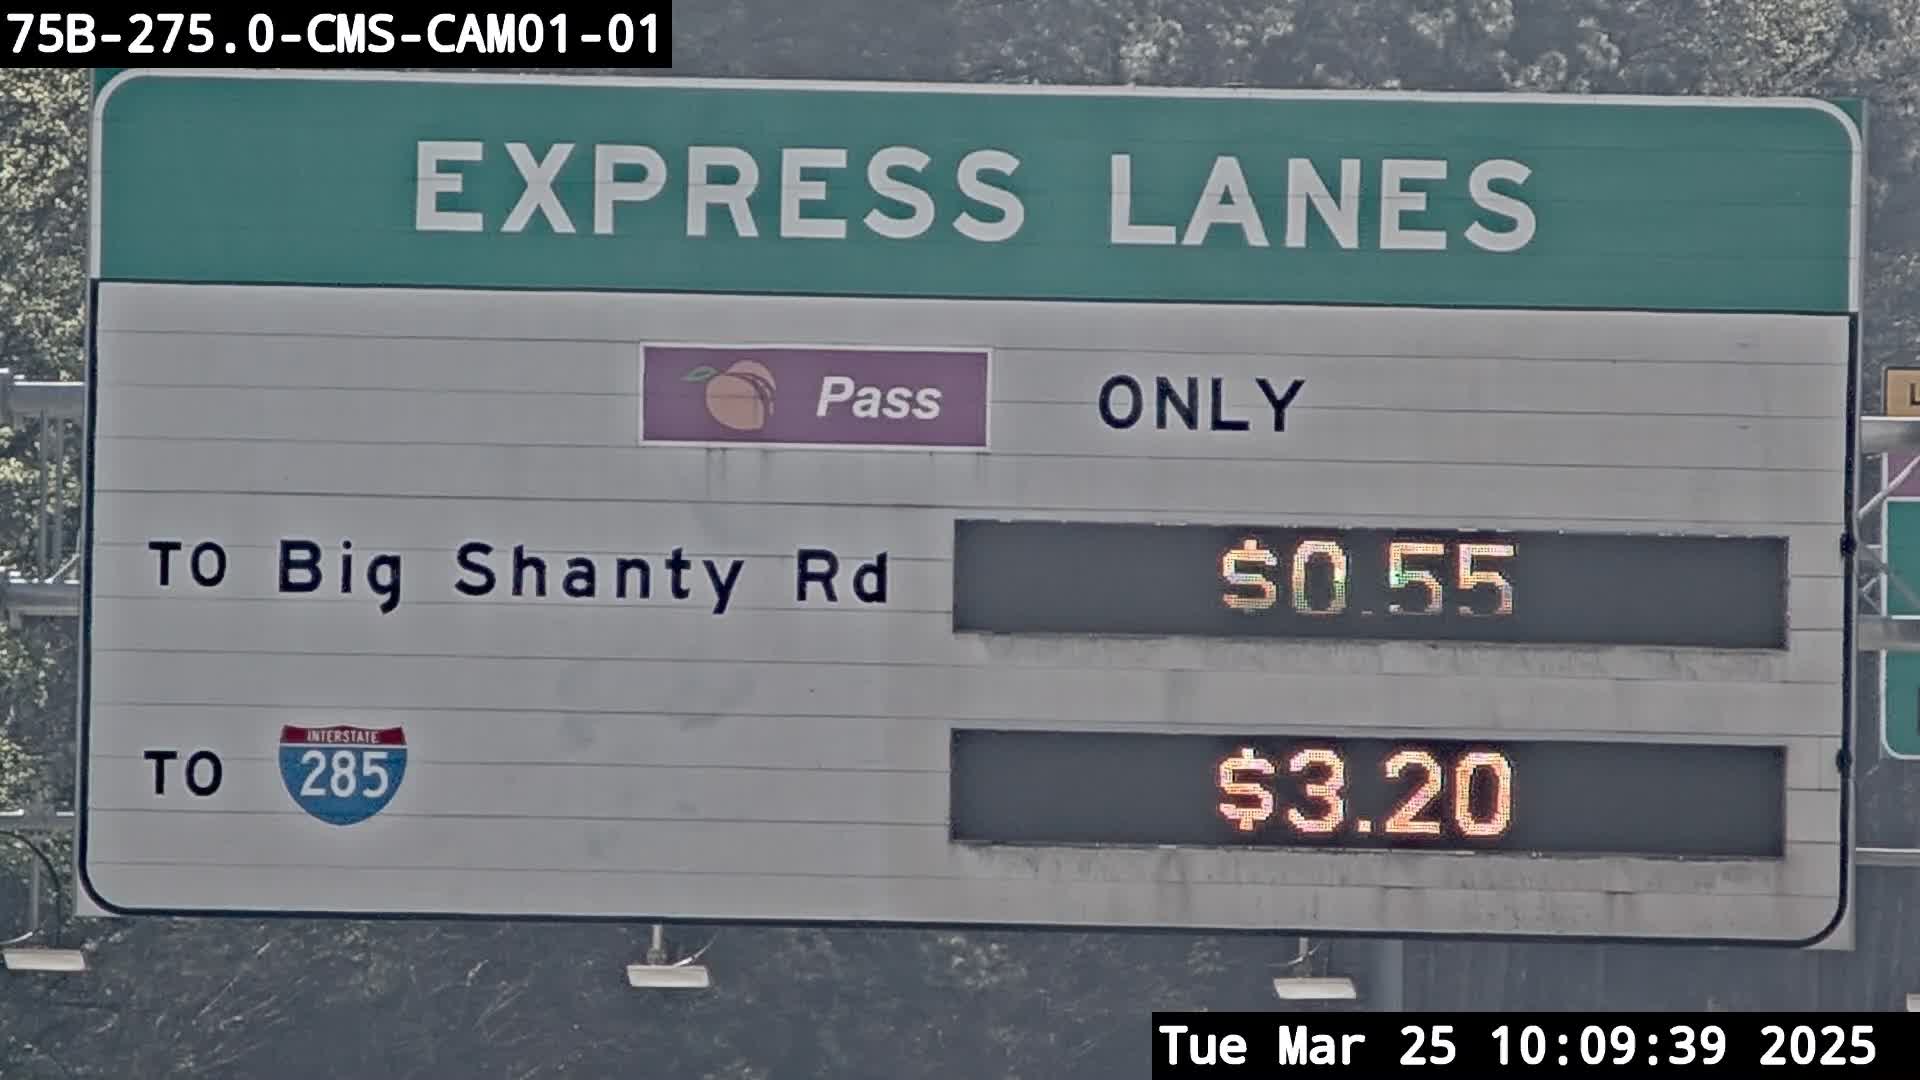 75B-275.0-CMS-CAM01-01
EXPRESS LANES
Pass ONLY
TO Big Shanty Rd $0.55
TO INTERSTATE 285 $3.20
Tue Mar 25 10:09:39 2025